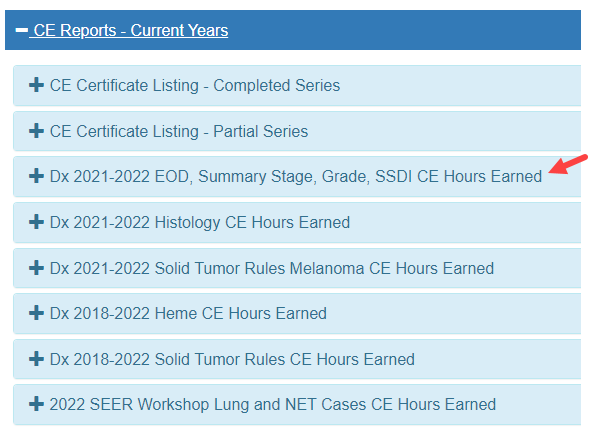 CE Reports - Current Years
CE Certificate Listing - Completed Series
CE Certificate Listing - Partial Series
Dx 2021-2022 EOD, Summary Stage, Grade, SSDI CE Hours Earned
Dx 2021-2022 Histology CE Hours Earned
Dx 2021-2022 Solid Tumor Rules Melanoma CE Hours Earned
Dx 2018-2022 Heme CE Hours Earned
Dx 2018-2022 Solid Tumor Rules CE Hours Earned
2022 SEER Workshop Lung and NET Cases CE Hours Earned